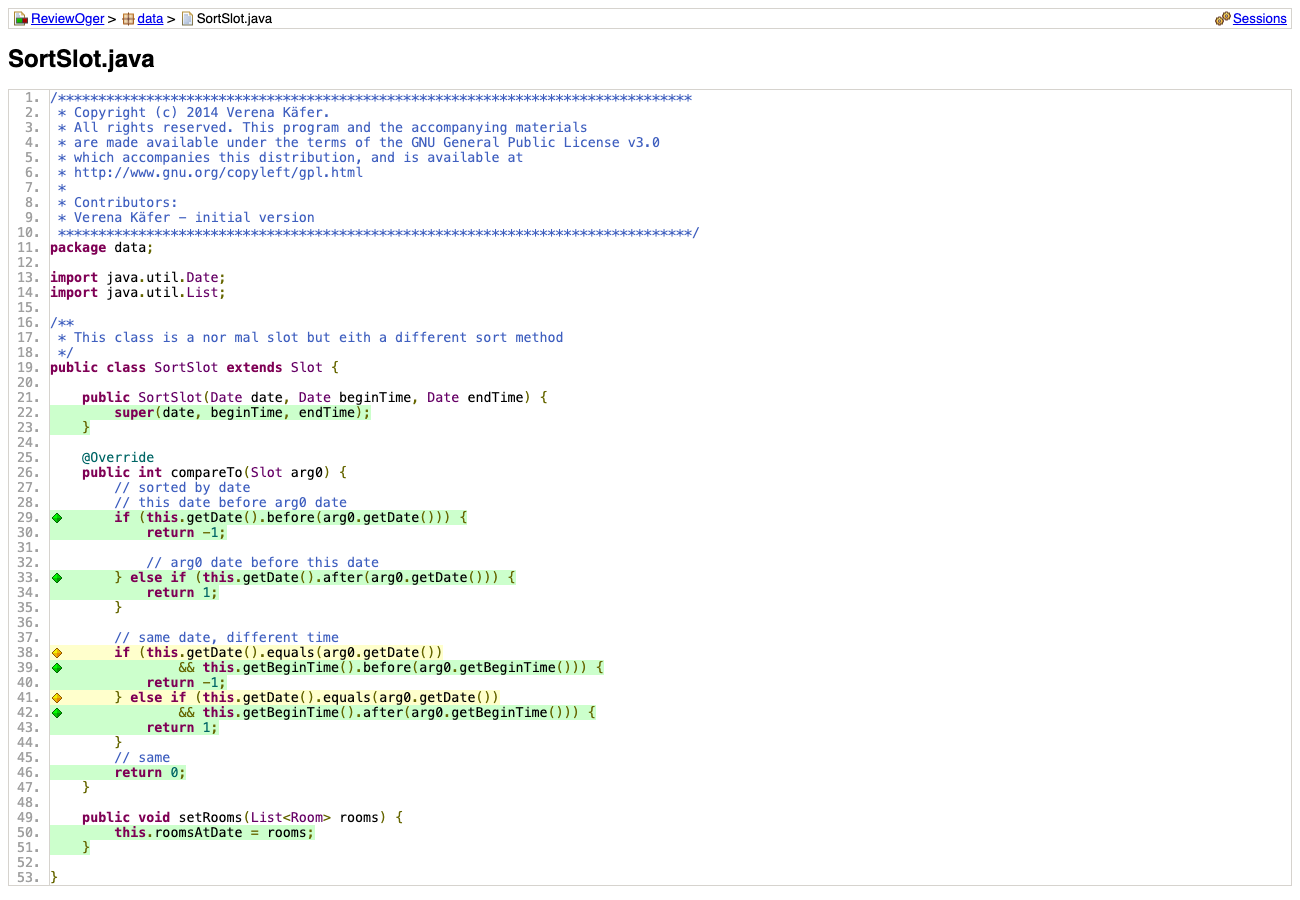 ReviewOger > data > SortSlot.java Sessions
SortSlot.java
1. /*******************************************************************************
2.  * Copyright (c) 2014 Verena Käfer.
3.  * All rights reserved. This program and the accompanying materials
4.  * are made available under the terms of the GNU General Public License v3.0
5.  * which accompanies this distribution, and is available at
6.  * http://www.gnu.org/copyleft/gpl.html
7.  *
8.  * Contributors:
9.  * Verena Käfer - initial version
10.  *******************************************************************************/
11. package data;
12.
13. import java.util.Date;
14. import java.util.List;
15.
16. /**
17.  * This class is a nor mal slot but eith a different sort method
18.  */
19. public class SortSlot extends Slot {
20.
21.     public SortSlot(Date date, Date beginTime, Date endTime) {
22.         super(date, beginTime, endTime);
23.     }
24.
25.     @Override
26.     public int compareTo(Slot arg0) {
27.         // sorted by date
28.         // this date before arg0 date
29.         if (this.getDate().before(arg0.getDate())) {
30.             return -1;
31.
32.             // arg0 date before this date
33.         } else if (this.getDate().after(arg0.getDate())) {
34.             return 1;
35.         }
36.
37.         // same date, different time
38.         if (this.getDate().equals(arg0.getDate())
39.                 && this.getBeginTime().before(arg0.getBeginTime())) {
40.             return -1;
41.         } else if (this.getDate().equals(arg0.getDate())
42.                 && this.getBeginTime().after(arg0.getBeginTime())) {
43.             return 1;
44.         }
45.         // same
46.         return 0;
47.     }
48.
49.     public void setRooms(List<Room> rooms) {
50.         this.roomsAtDate = rooms;
51.     }
52.
53. }